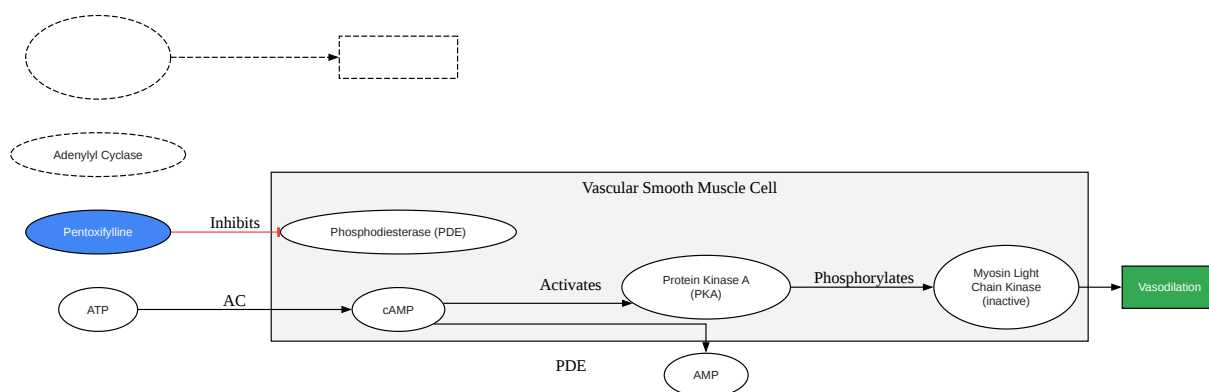 Adenylyl Cyclase
Vascular Smooth Muscle Cell
Pentoxifylline
Inhibits
Phosphodiesterase (PDE)
ATP
AC
cAMP
Activates
Protein Kinase A
(PKA)
Phosphorylates
Myosin Light
Chain Kinase
(inactive)
Vasodilation
PDE
AMP